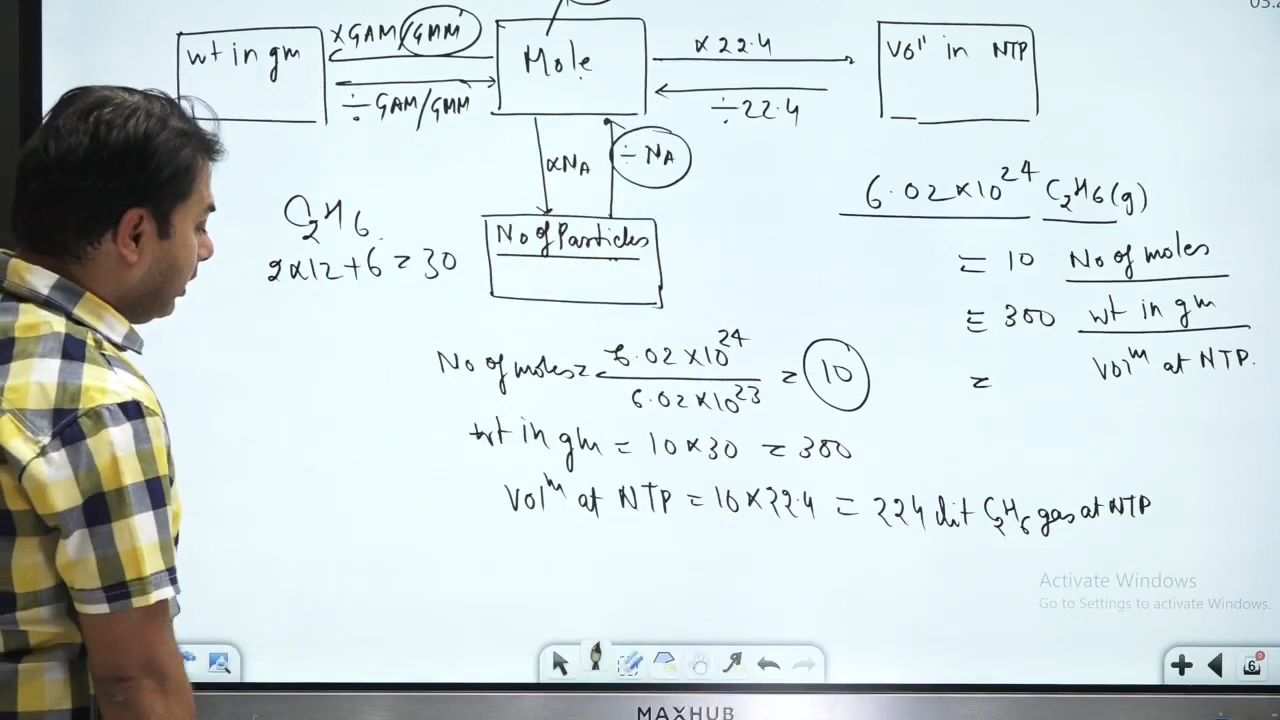 03:2
wt in gm
×GAM/GMM
÷ GAM/GMM
Mole
×22.4
÷22.4
Vol" in NTP
×NA
÷ NA
No of Particles
C2H6
2×12+6=30
6.02×10^24 C2H6(g)
= 10 No of moles
= 300 wt in gm
= Vol^m at NTP.
No of moles = 6.02×10^24 / 6.02×10^23 = 10
wt in gm = 10×30 = 300
Vol^m at NTP = 10×22.4 = 224 lit C2H6 gas at NTP
Activate Windows
Go to Settings to activate Windows.
6
MAXHUB